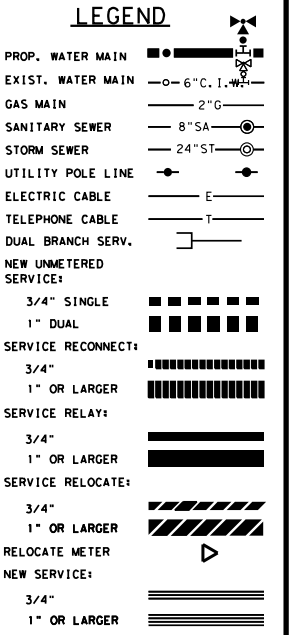 LEGEND
PROP. WATER MAIN
EXIST. WATER MAIN 6"C.I.W.
GAS MAIN 2"G
SANITARY SEWER 8"SA
STORM SEWER 24"ST
UTILITY POLE LINE
ELECTRIC CABLE E
TELEPHONE CABLE T
DUAL BRANCH SERV.
NEW UNMETERED
SERVICE:
3/4" SINGLE
1" DUAL
SERVICE RECONNECT:
3/4"
1" OR LARGER
SERVICE RELAY:
3/4"
1" OR LARGER
SERVICE RELOCATE:
3/4"
1" OR LARGER
RELOCATE METER
NEW SERVICE:
3/4"
1" OR LARGER